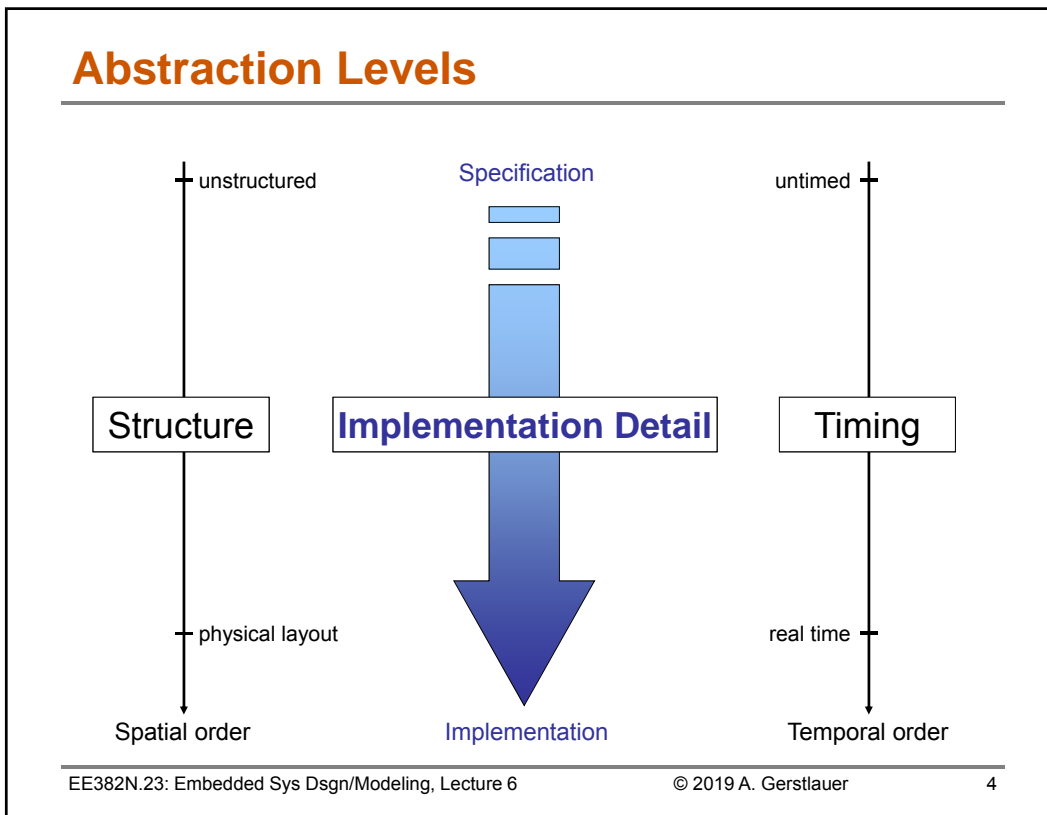 Abstraction Levels
unstructured
Specification
untimed
Structure
Implementation Detail
Timing
physical layout
real time
Spatial order
Implementation
Temporal order
EE382N.23: Embedded Sys Dsgn/Modeling, Lecture 6
© 2019 A. Gerstlauer
4